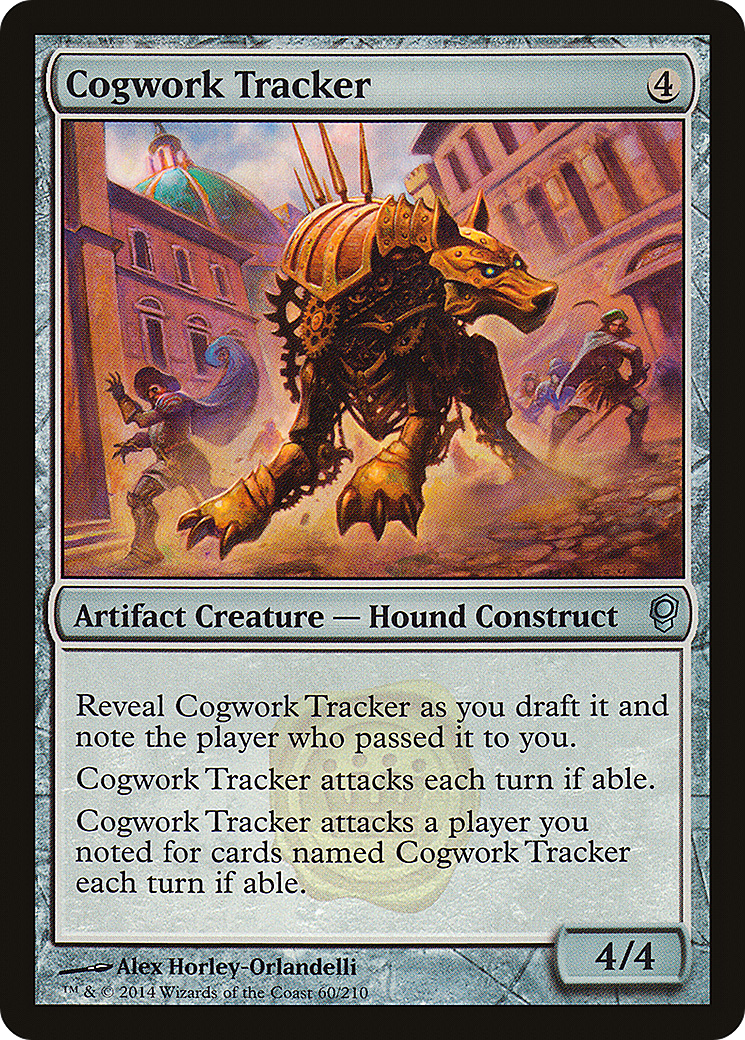 Cogwork Tracker
4
Artifact Creature — Hound Construct
Reveal Cogwork Tracker as you draft it and
note the player who passed it to you.
Cogwork Tracker attacks each turn if able.
Cogwork Tracker attacks a player you
noted for cards named Cogwork Tracker
each turn if able.
4/4
Alex Horley-Orlandelli
™ & © 2014 Wizards of the Coast 60/210